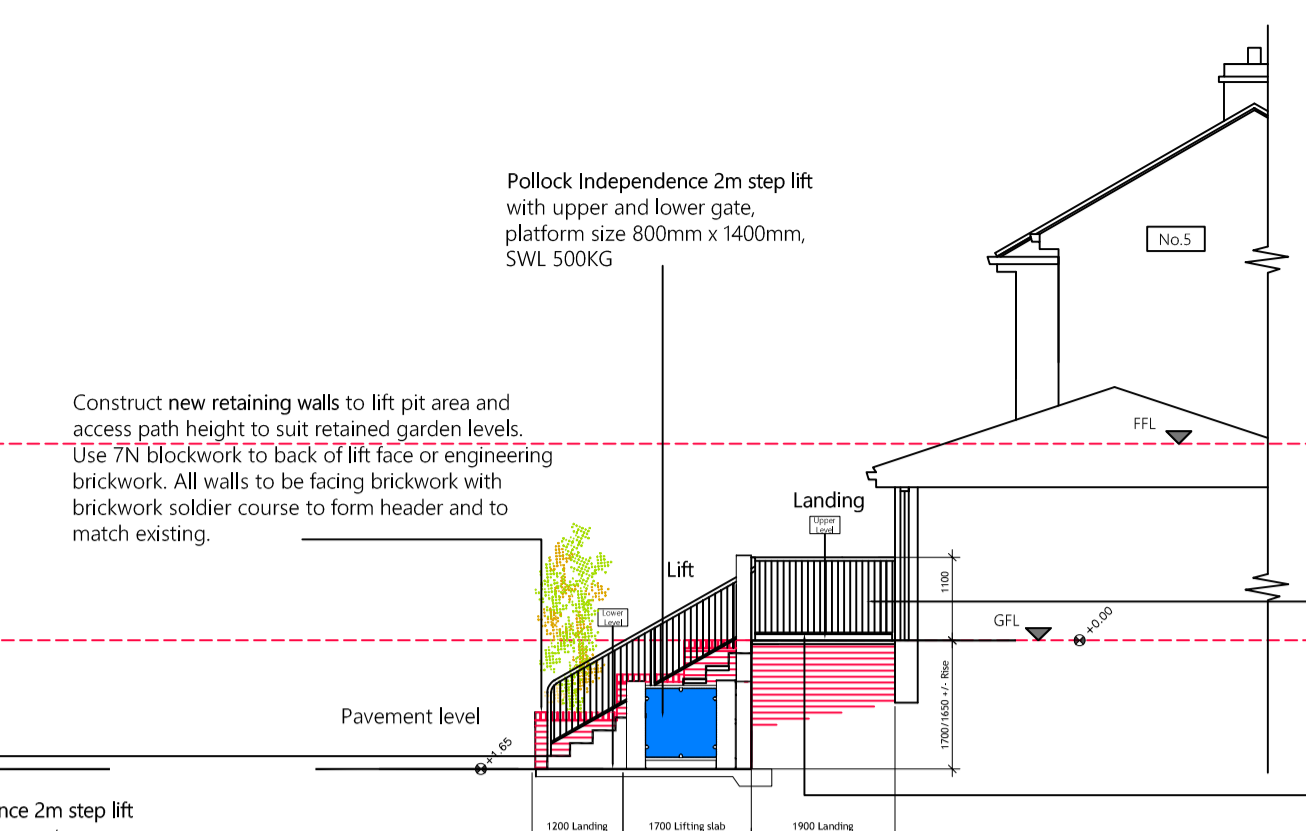 Pollock Independence 2m step lift
with upper and lower gate,
platform size 800mm x 1400mm,
SWL 500KG
No.5
Construct new retaining walls to lift pit area and
access path height to suit retained garden levels.
Use 7N blockwork to back of lift face or engineering
brickwork. All walls to be facing brickwork with
brickwork soldier course to form header and to
match existing.
FFL
Landing
Upper
Level
Lift
1100
Lower
Level
GFL
+0.00
Pavement level
+1.65
1700/1650 +/- Rise
nce 2m step lift
1200 Landing
1700 Lifting slab
1900 Landing